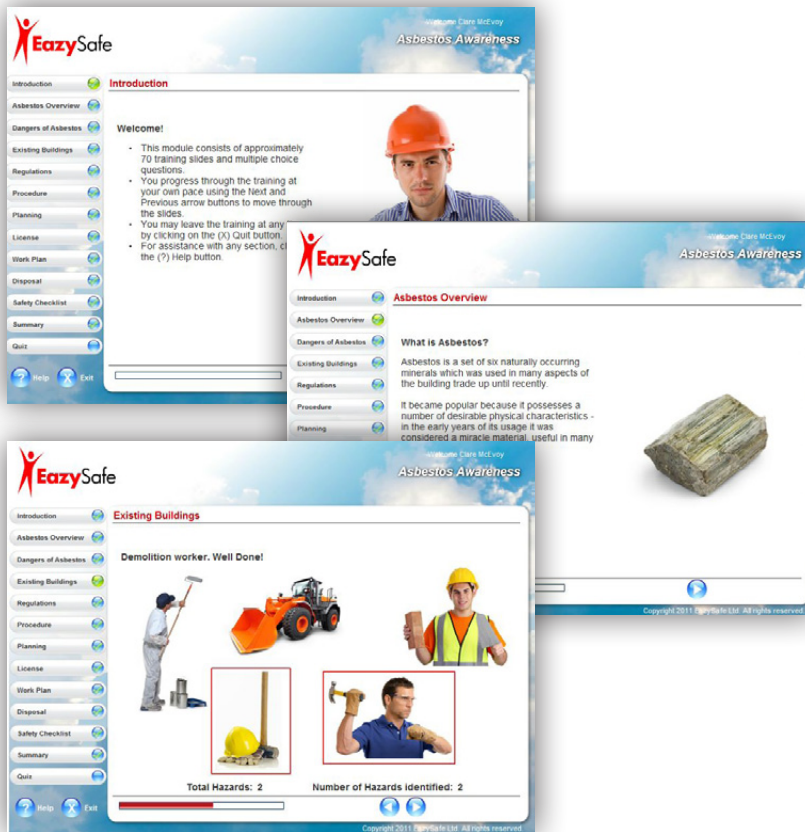 EazySafe
Welcome Clare McEvoy
Asbestos Awareness
Introduction
Asbestos Overview
Dangers of Asbestos
Existing Buildings
Regulations
Procedure
Planning
License
Work Plan
Disposal
Safety Checklist
Summary
Quiz
? Help X Exit
Introduction
Welcome!
• This module consists of approximately
70 training slides and multiple choice
questions.
• You progress through the training at
your own pace using the Next and
Previous arrow buttons to move through
the slides.
• You may leave the training at any
by clicking on the (X) Quit button.
• For assistance with any section,
the (?) Help button.
EazySafe
Welcome Clare McEvoy
Asbestos Awareness
Introduction
Asbestos Overview
Dangers of Asbestos
Existing Buildings
Regulations
Procedure
Planning
Asbestos Overview
What is Asbestos?
Asbestos is a set of six naturally occurring
minerals which was used in many aspects of
the building trade up until recently.
It became popular because it possesses a
number of desirable physical characteristics -
in the early years of its usage it was
considered a miracle material, useful in many
Copyright 2011 EazySafe Ltd. All rights reserved
EazySafe
Welcome Clare McEvoy
Asbestos Awareness
Introduction
Asbestos Overview
Dangers of Asbestos
Existing Buildings
Regulations
Procedure
Planning
License
Work Plan
Disposal
Safety Checklist
Summary
Quiz
? Help X Exit
Existing Buildings
Demolition worker. Well Done!
Total Hazards: 2 Number of Hazards identified: 2
Copyright 2011 EazySafe Ltd. All rights reserved